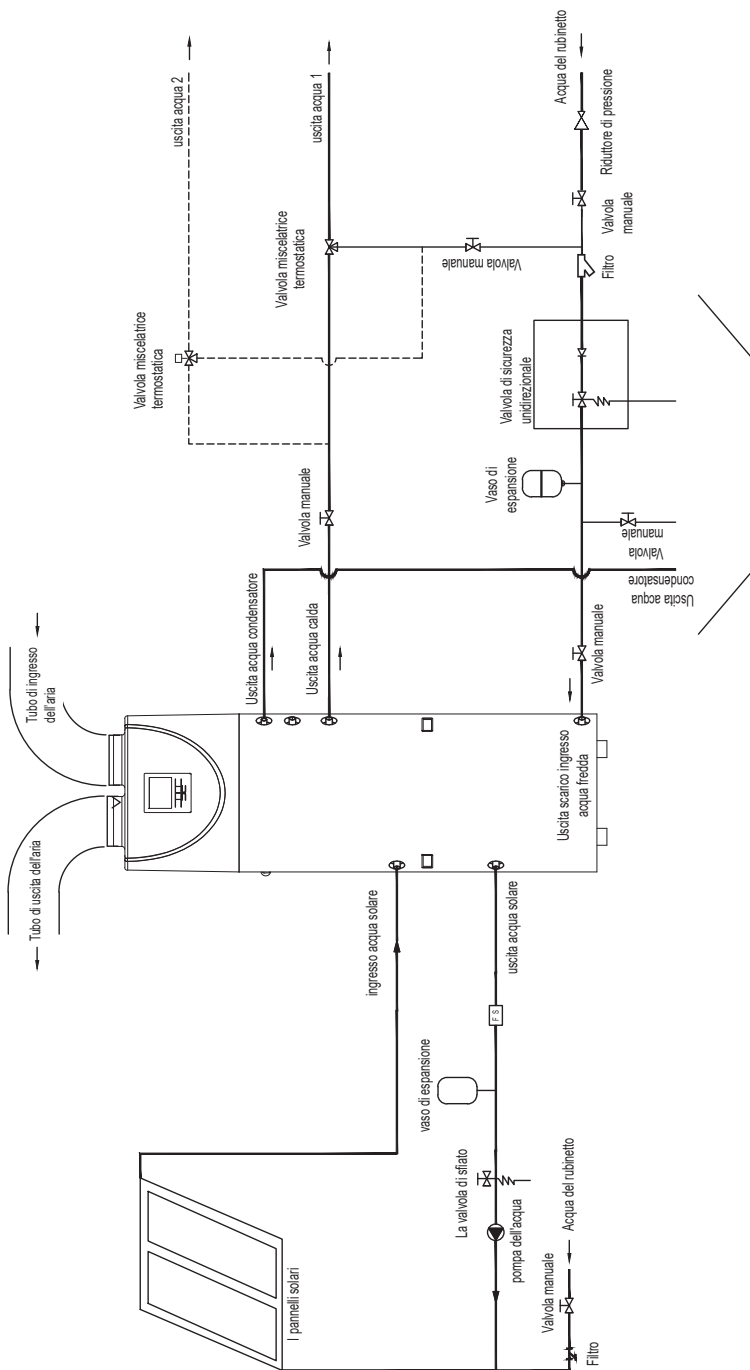 Tubo di uscita dell'aria
Tubo di ingresso
dell'aria
uscita acqua 2
uscita acqua 1
Acqua del rubinetto
Riduttore di pressione
Valvola
manuale
Valvola miscelatrice
termostatica
Valvola miscelatrice
termostatica
Valvola manuale
Filtro
Valvola di sicurezza
unidirezionale
Vaso di
espansione
Valvola manuale
Valvola
manuale
Uscita acqua condensatore
Uscita acqua calda
Uscita acqua
condensatore
Valvola manuale
Uscita scarico ingresso
acqua fredda
ingresso acqua solare
uscita acqua solare
F S
vaso di espansione
La valvola di sfiato
pompa dell'acqua
I pannelli solari
Acqua del rubinetto
Valvola manuale
Filtro